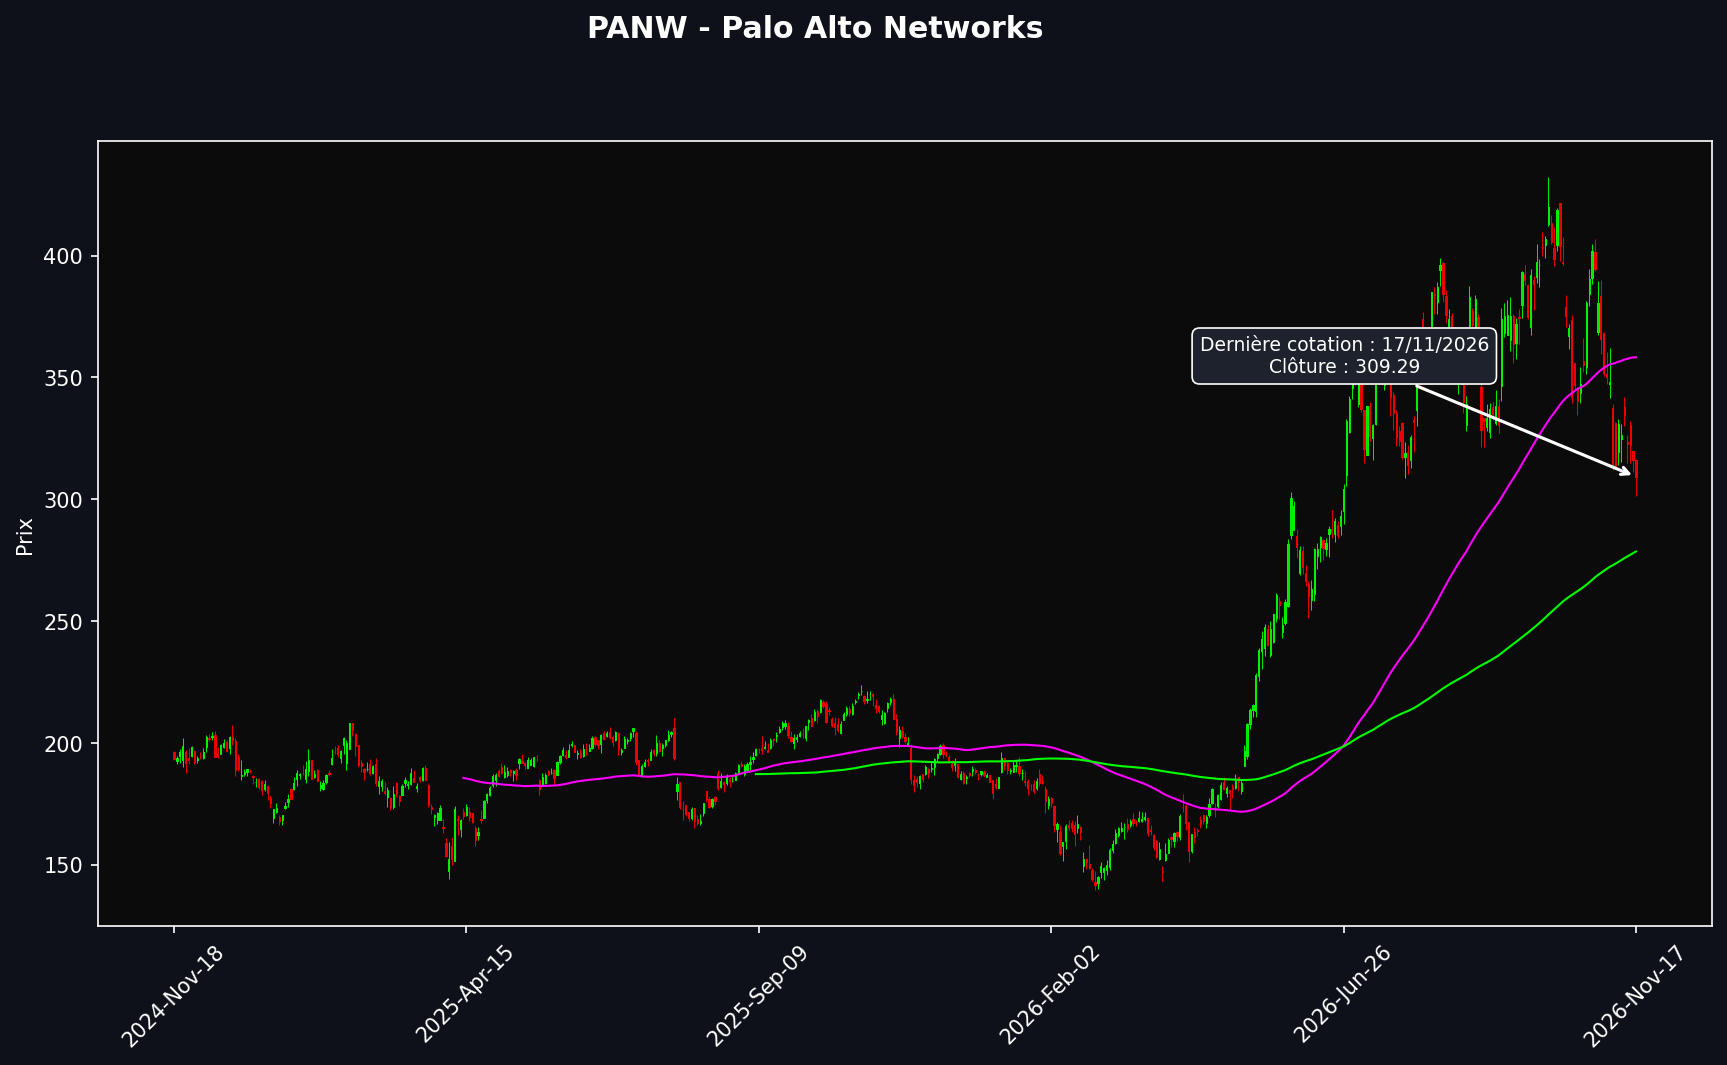 PANW - Palo Alto Networks
400
350
300
250
200
150
Prix
Dernière cotation : 17/11/2026
Clôture : 309.29
2024-Nov-18
2025-Apr-15
2025-Sep-09
2026-Feb-02
2026-Jun-26
2026-Nov-17